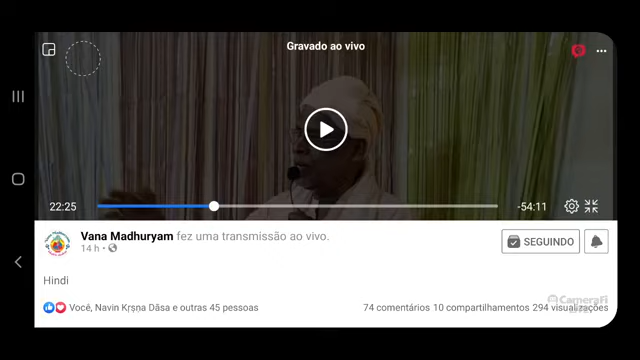 Gravado ao vivo
22:25
-54:11
Vana Madhuryam fez uma transmissão ao vivo.
14 h
SEGUINDO
Hindi
Você, Navin Kṛṣṇa Dāsa e outras 45 pessoas
74 comentários 10 compartilhamentos 294 visualizações
CameraFi